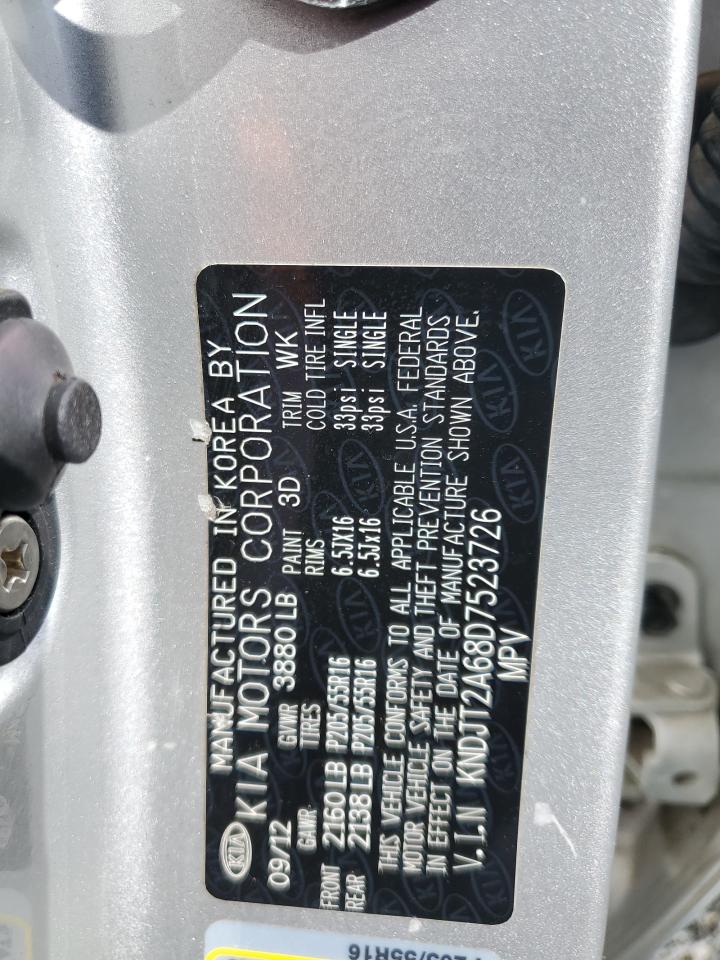 KIA MANUFACTURED IN KOREA BY
KIA MOTORS CORPORATION
09/12 GVWR 3880 LB PAINT 3D TRIM WK
GAWR TIRES RIMS COLD TIRE INFL
FRONT 2160 LB P205/55R16 6.5JX16 33psi SINGLE
REAR 2138 LB P205/55R16 6.5Jx16 33psi SINGLE
THIS VEHICLE CONFORMS TO ALL APPLICABLE U.S.A. FEDERAL
MOTOR VEHICLE SAFETY AND THEFT PREVENTION STANDARDS
IN EFFECT ON THE DATE OF MANUFACTURE SHOWN ABOVE.
V.I.N KNDJT2A68D7523726
MPV
P205/55R16